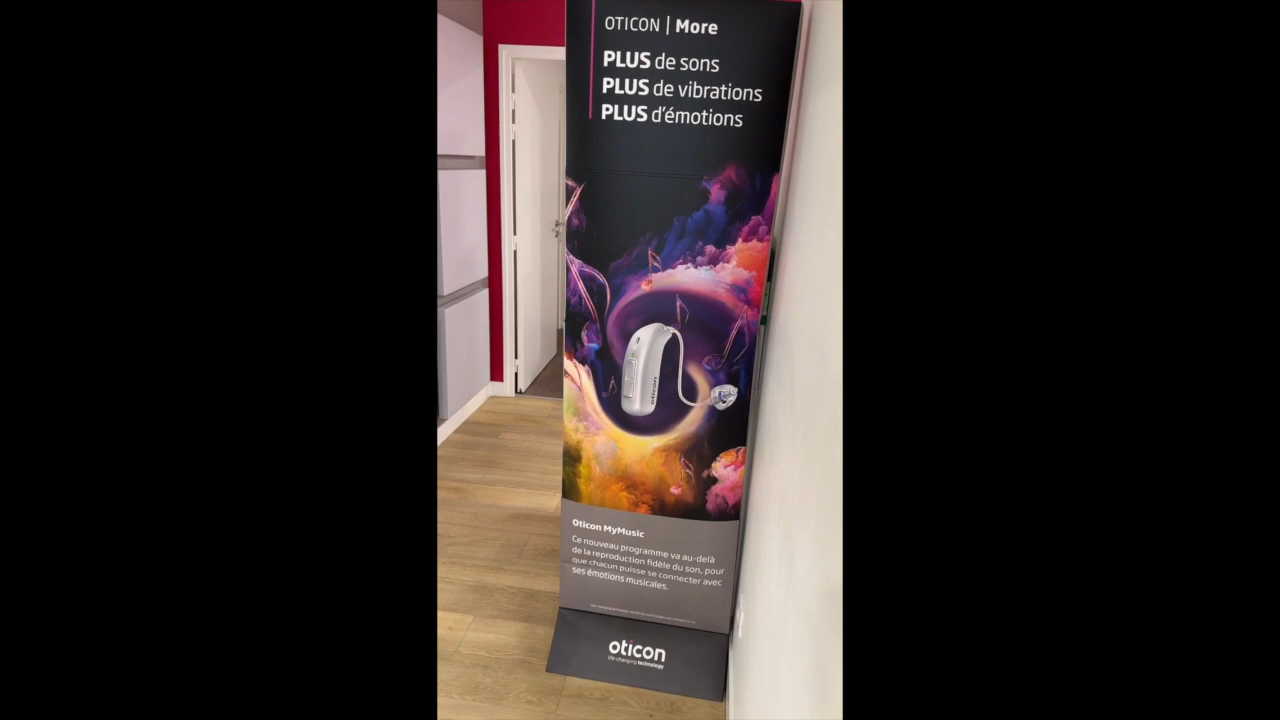 OTICON | More
PLUS de sons
PLUS de vibrations
PLUS d'émotions
oticon
Oticon MyMusic
Ce nouveau programme va au-delà
de la reproduction fidèle du son, pour
que chacun puisse se connecter avec
ses émotions musicales.
oticon
life-changing technology